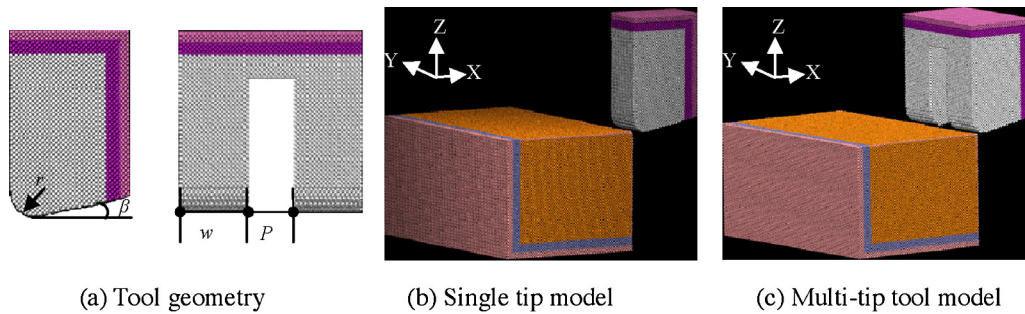 r
β
w
P
Z
Y
X
Z
Y
X
(a) Tool geometry
(b) Single tip model
(c) Multi-tip tool model